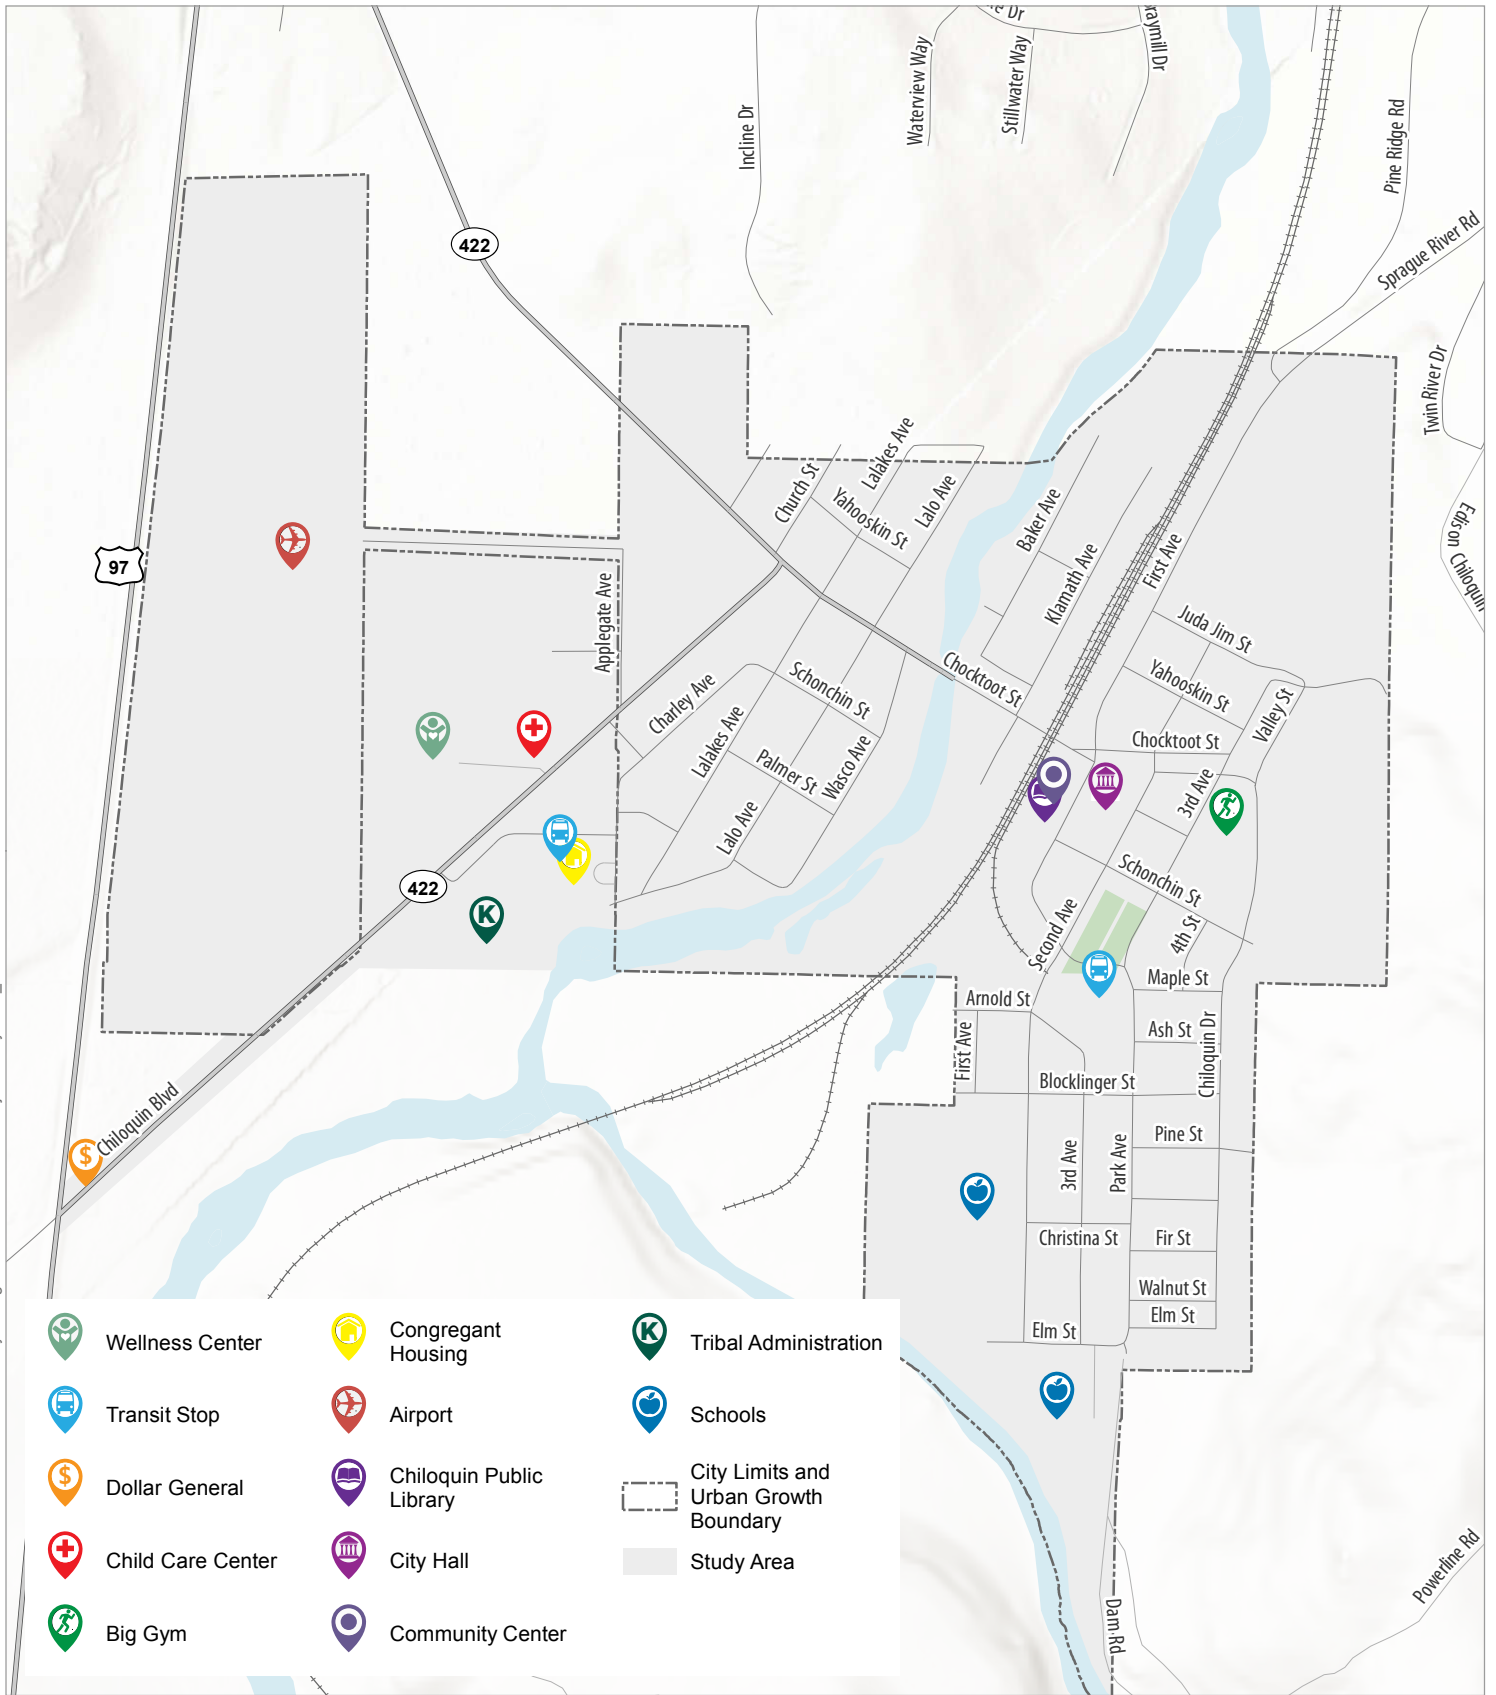 Waterview Way
Stillwater Way
Incline Dr
Pine Ridge Rd
Sprague River Rd
422
Twin River Dr
Church St
Lalakes Ave
Yahooskin St
Lalo Ave
Baker Ave
Klamath Ave
First Ave
Edison Chiloquin
97
Applegate Ave
Juda Jim St
Yahooskin St
Chocktoot St
Chocktoot St
Valley St
Charley Ave
Schonchin St
Lalakes Ave
Palmer St
Wasco Ave
Lalo Ave
3rd Ave
Schonchin St
4th St
Second Ave
422
K
Maple St
Arnold St
Ash St
First Ave
Chiloquin Dr
Blocklinger St
Chiloquin Blvd
$
Pine St
3rd Ave
Park Ave
Christina St
Fir St
Walnut St
Elm St
Elm St
Dam Rd
Powerline Rd
Wellness Center
Transit Stop
$
Dollar General
Child Care Center
Big Gym
Congregant
Housing
Airport
Chiloquin Public
Library
City Hall
Community Center
K
Tribal Administration
Schools
City Limits and
Urban Growth
Boundary
Study Area